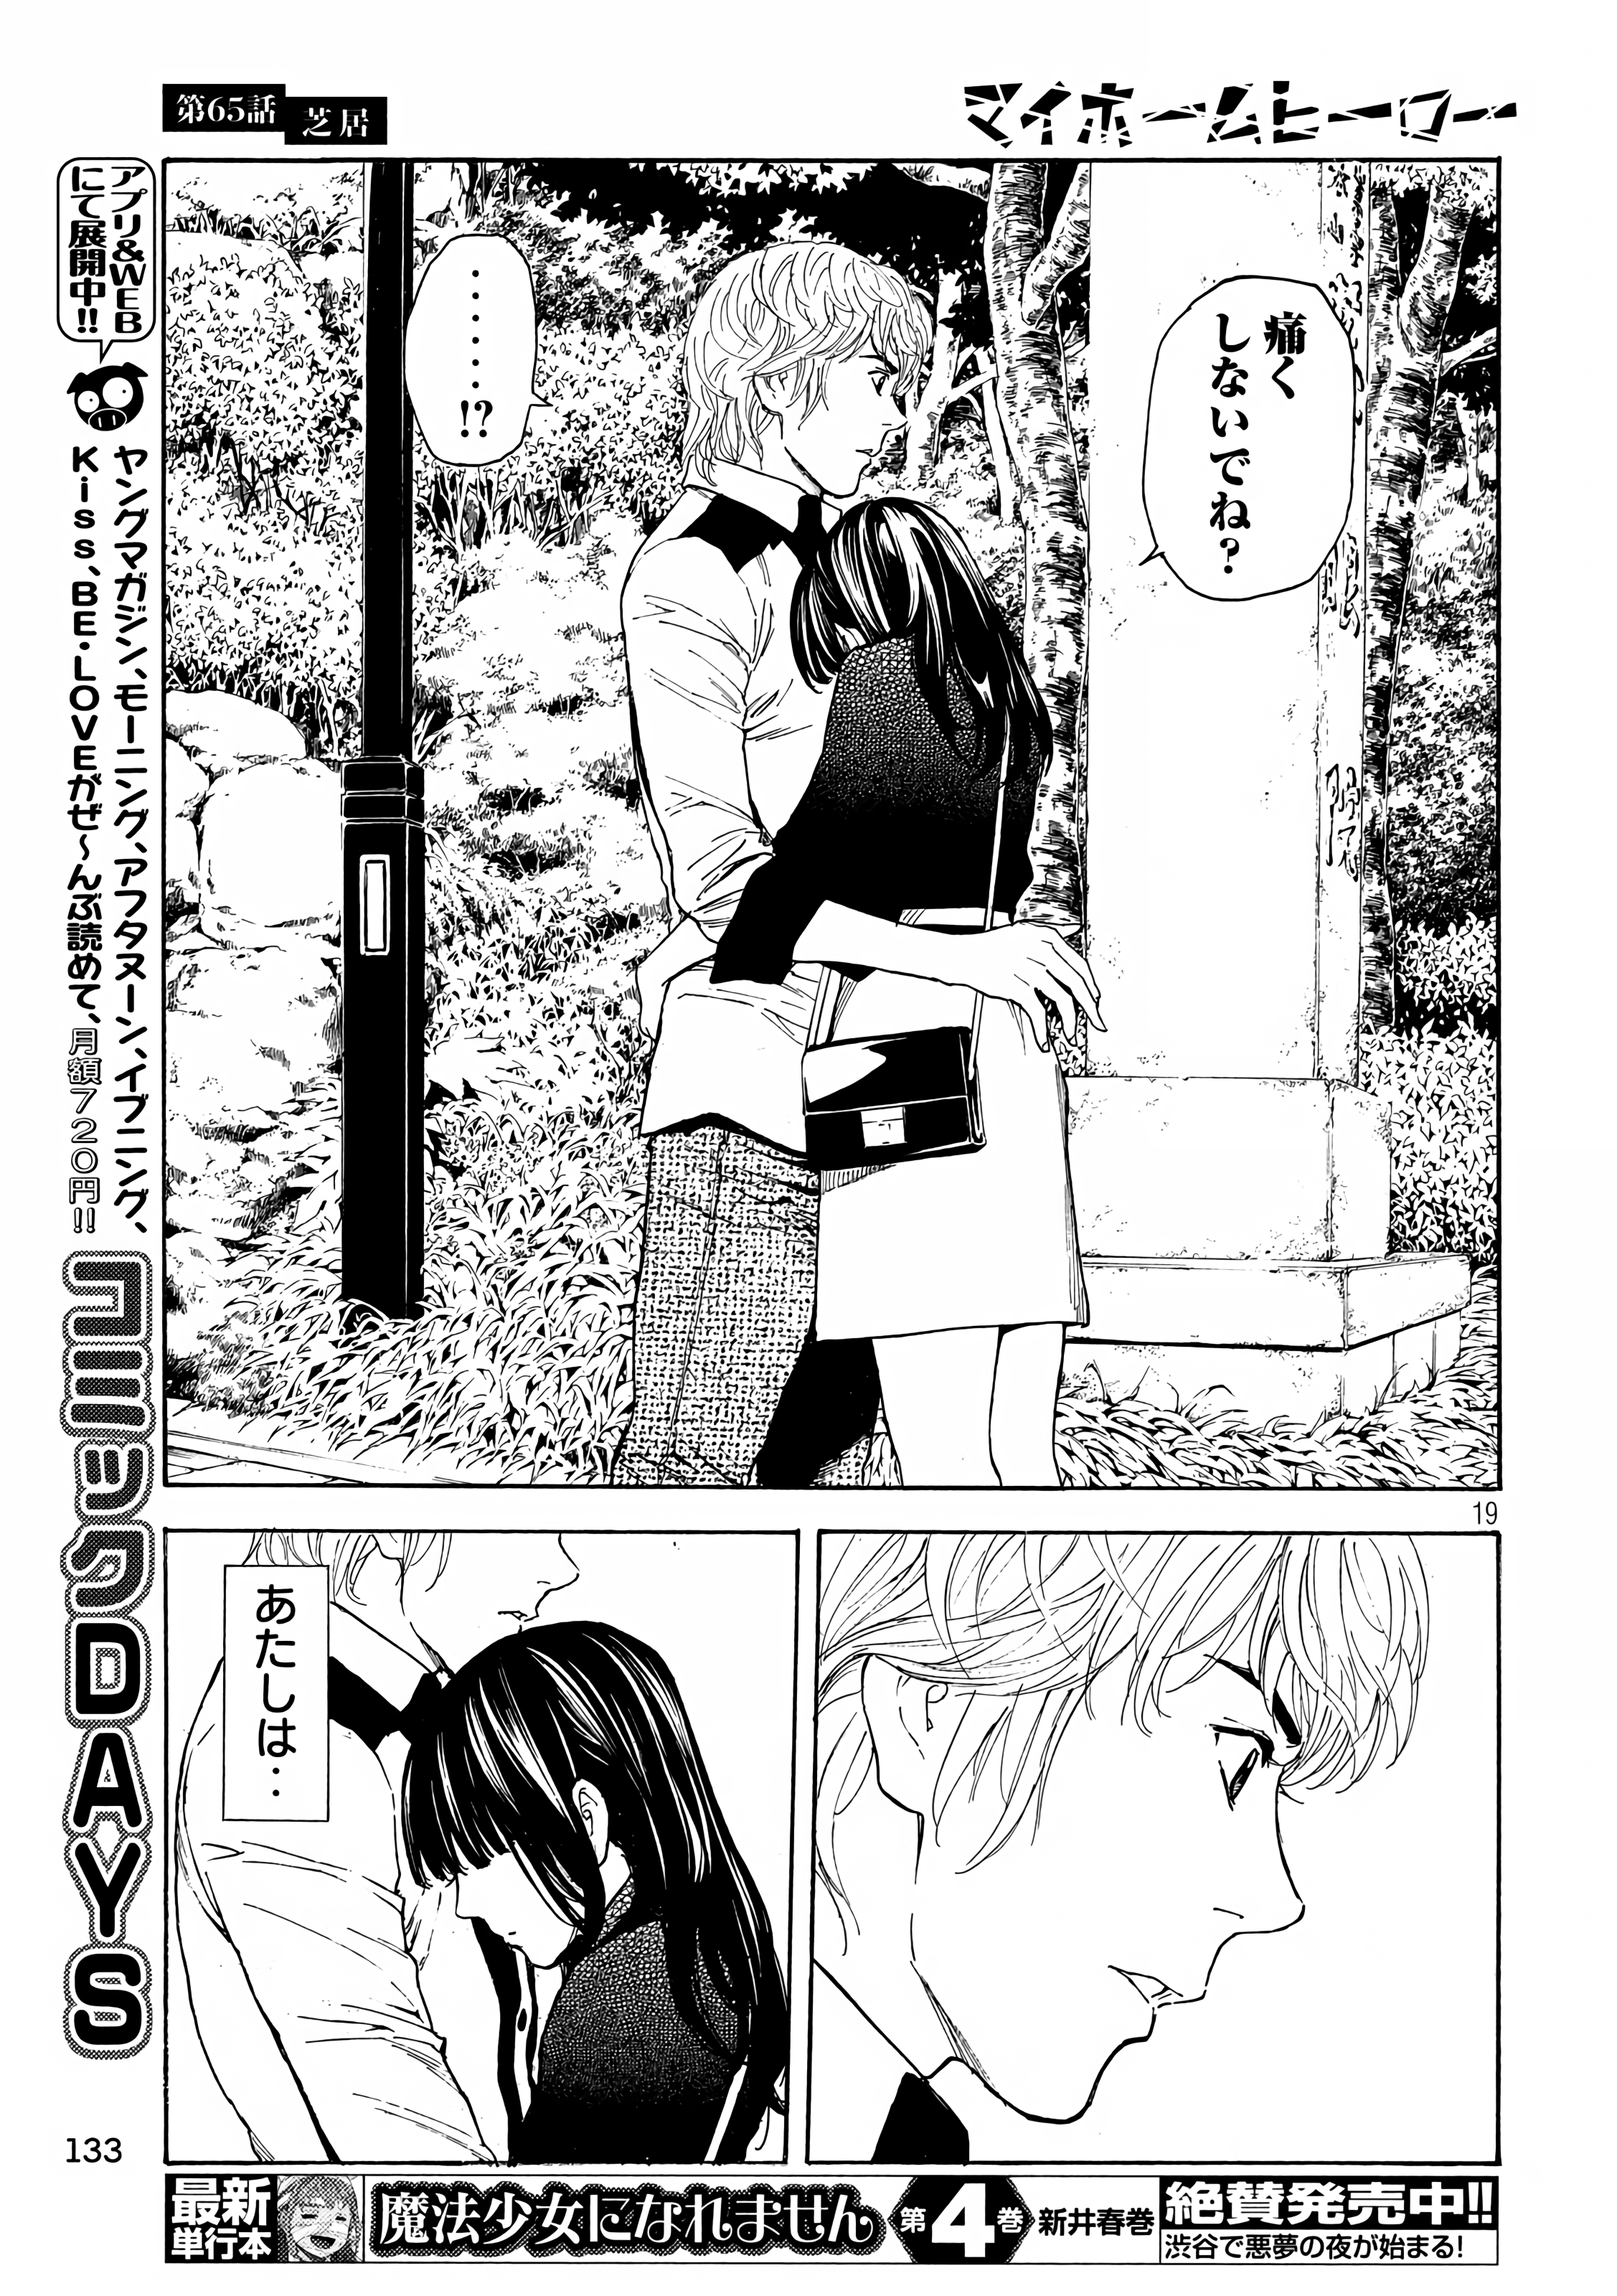 マイホームヒーロー
第65話
芝居
痛く
しないでね?
・・・・・・・!?
19
あたしは・・
アプリ&WEB
にて展開中!!
ヤングマガジン、モーニング、アフタヌーン、イブニング、
Kiss、BE・LOVEがぜ〜んぶ読めて、月額720円!!
コミックDAYS
133
最新
単行本
魔法少女になれません
第4巻
新井春巻
絶賛発売中!!
渋谷で悪夢の夜が始まる!